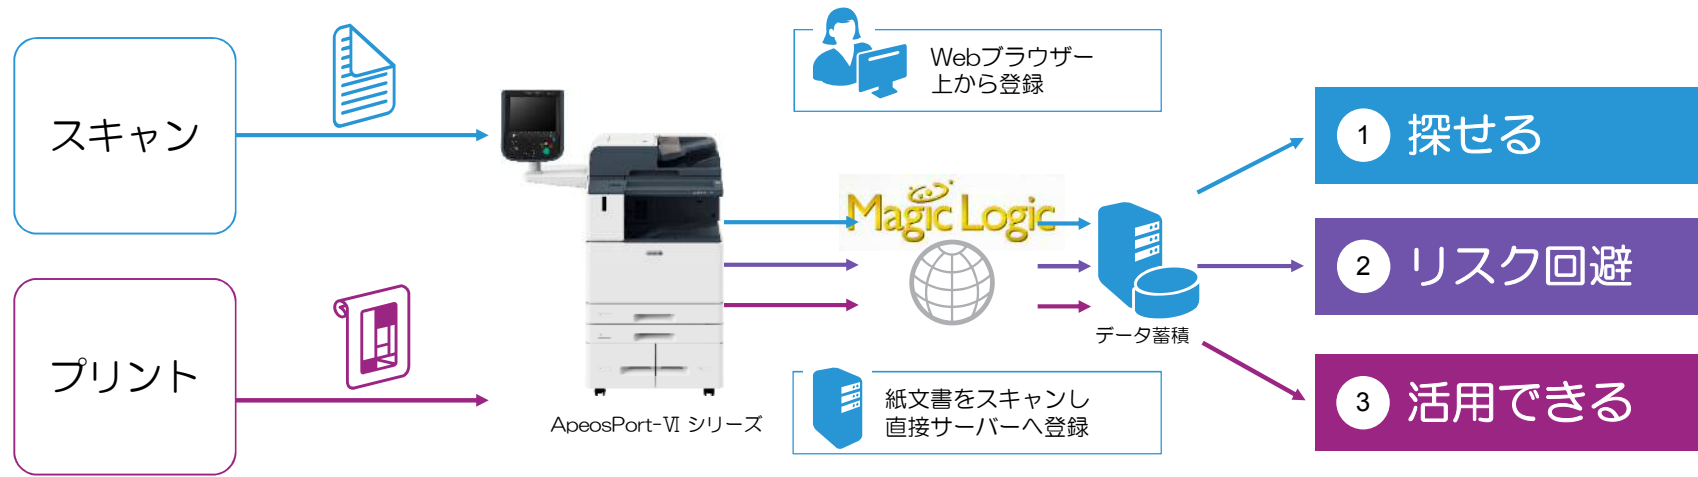 スキャン
プリント
ApeosPort-Ⅵ シリーズ
Webブラウザー
上から登録
Magic Logic
データ蓄積
紙文書をスキャンし
直接サーバーへ登録
1 探せる
2 リスク回避
3 活用できる